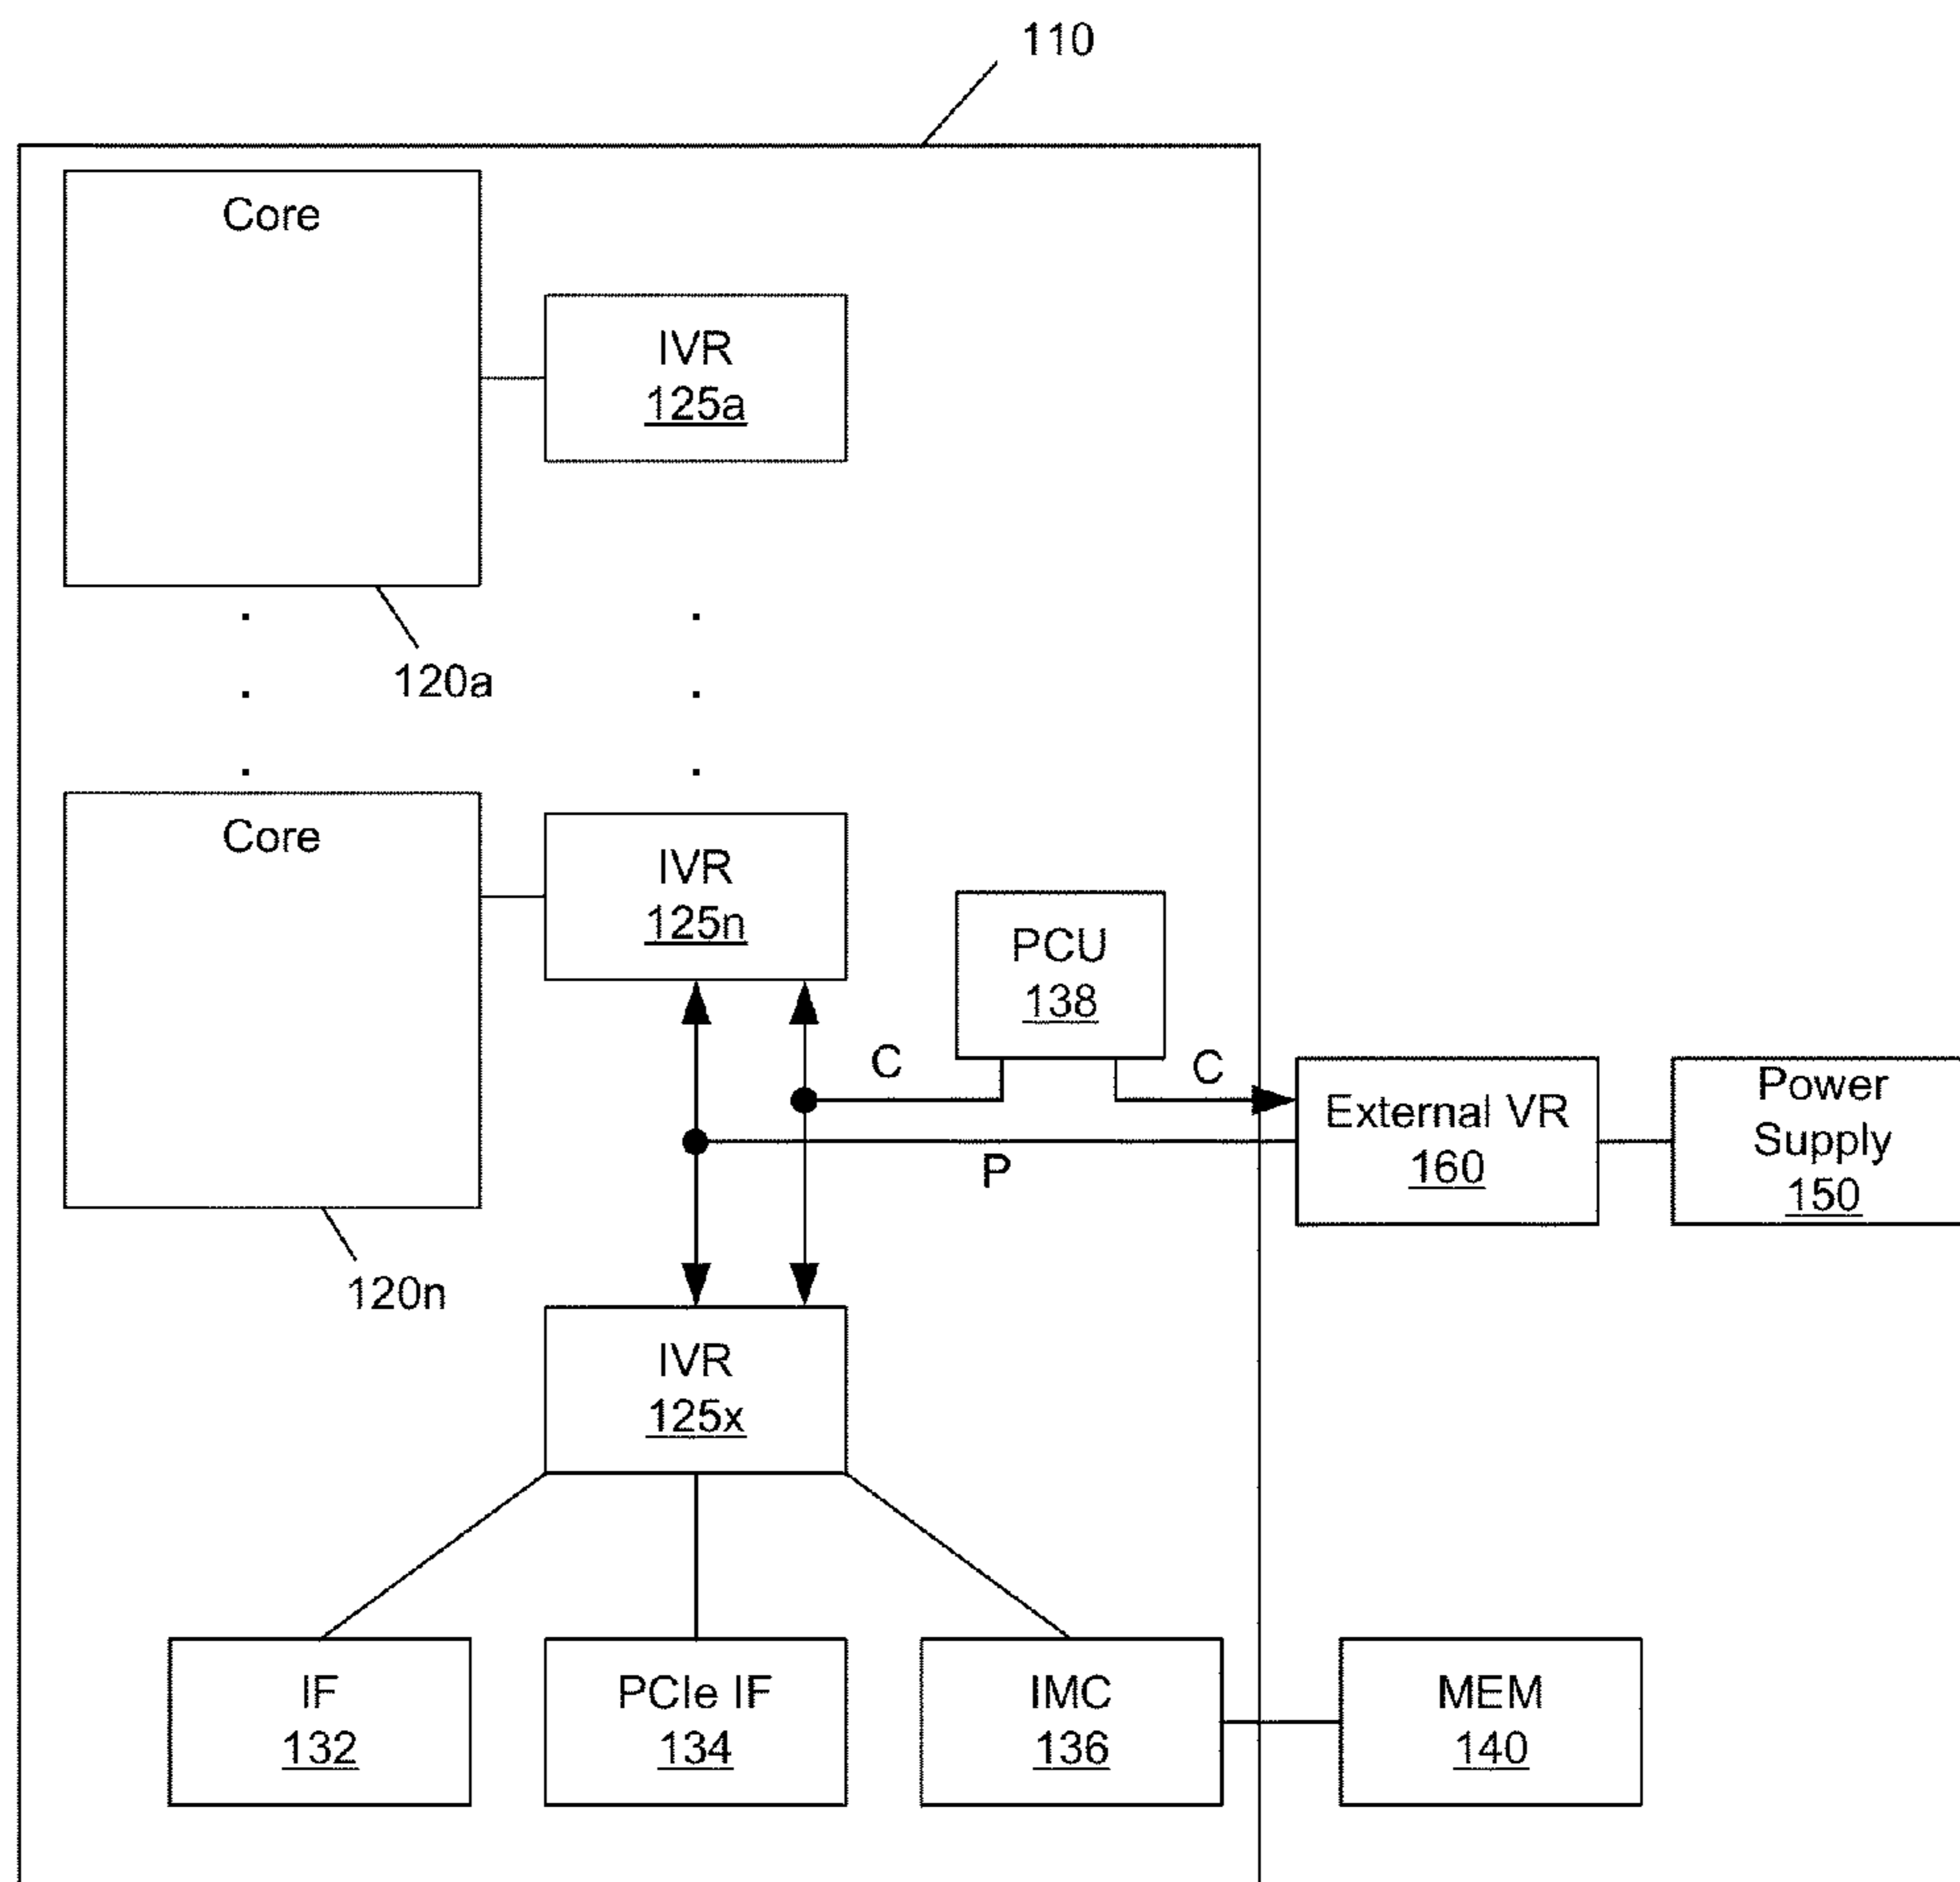 110
Core
IVR
125a
120a
Core
IVR
125n
PCU
138
C
C
External VR
160
Power
Supply
150
P
120n
IVR
125x
IF
132
PCIe IF
134
IMC
136
MEM
140